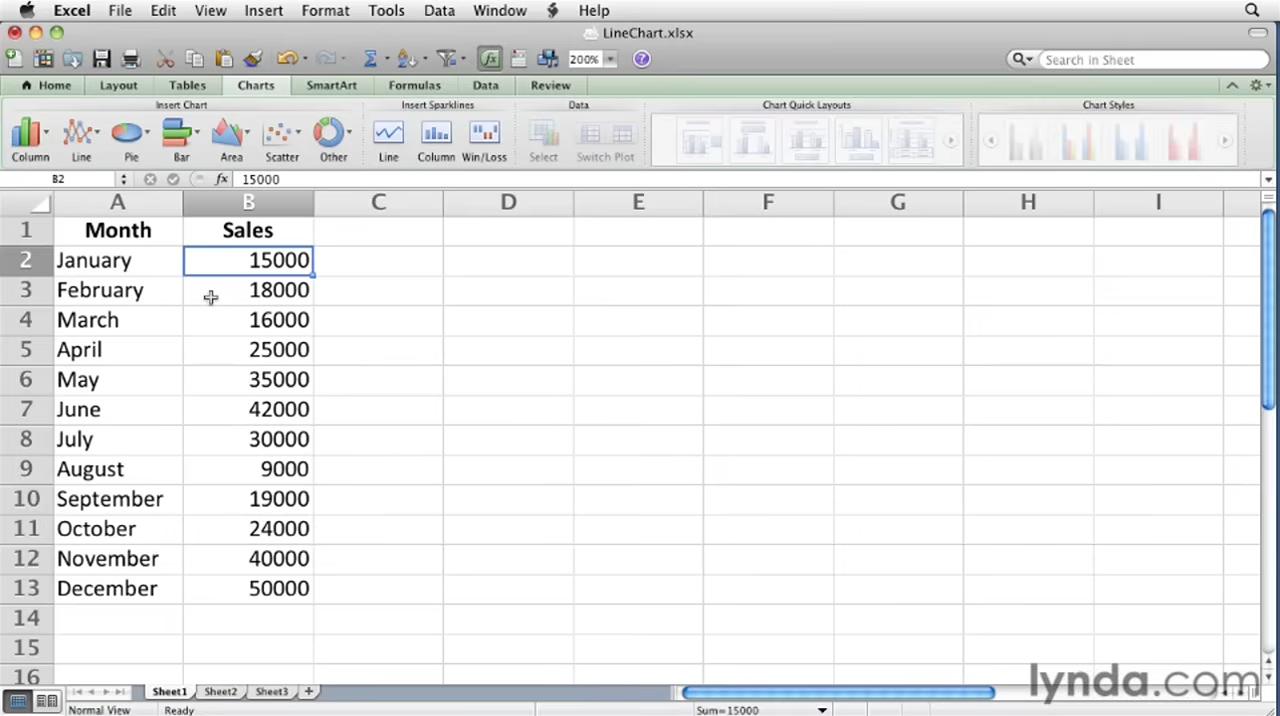 Excel File Edit View Insert Format Tools Data Window Help
LineChart.xlsx
200% Search in Sheet
Home Layout Tables Charts SmartArt Formulas Data Review
Insert Chart Insert Sparklines Data Chart Quick Layouts Chart Styles
Column Line Pie Bar Area Scatter Other Line Column Win/Loss Select Switch Plot
B2 fx 15000
A B C D E F G H I
1 Month Sales
2 January 15000
3 February 18000
4 March 16000
5 April 25000
6 May 35000
7 June 42000
8 July 30000
9 August 9000
10 September 19000
11 October 24000
12 November 40000
13 December 50000
14
15
16
lynda.com
Sheet1 Sheet2 Sheet3
Normal View Ready Sum=15000